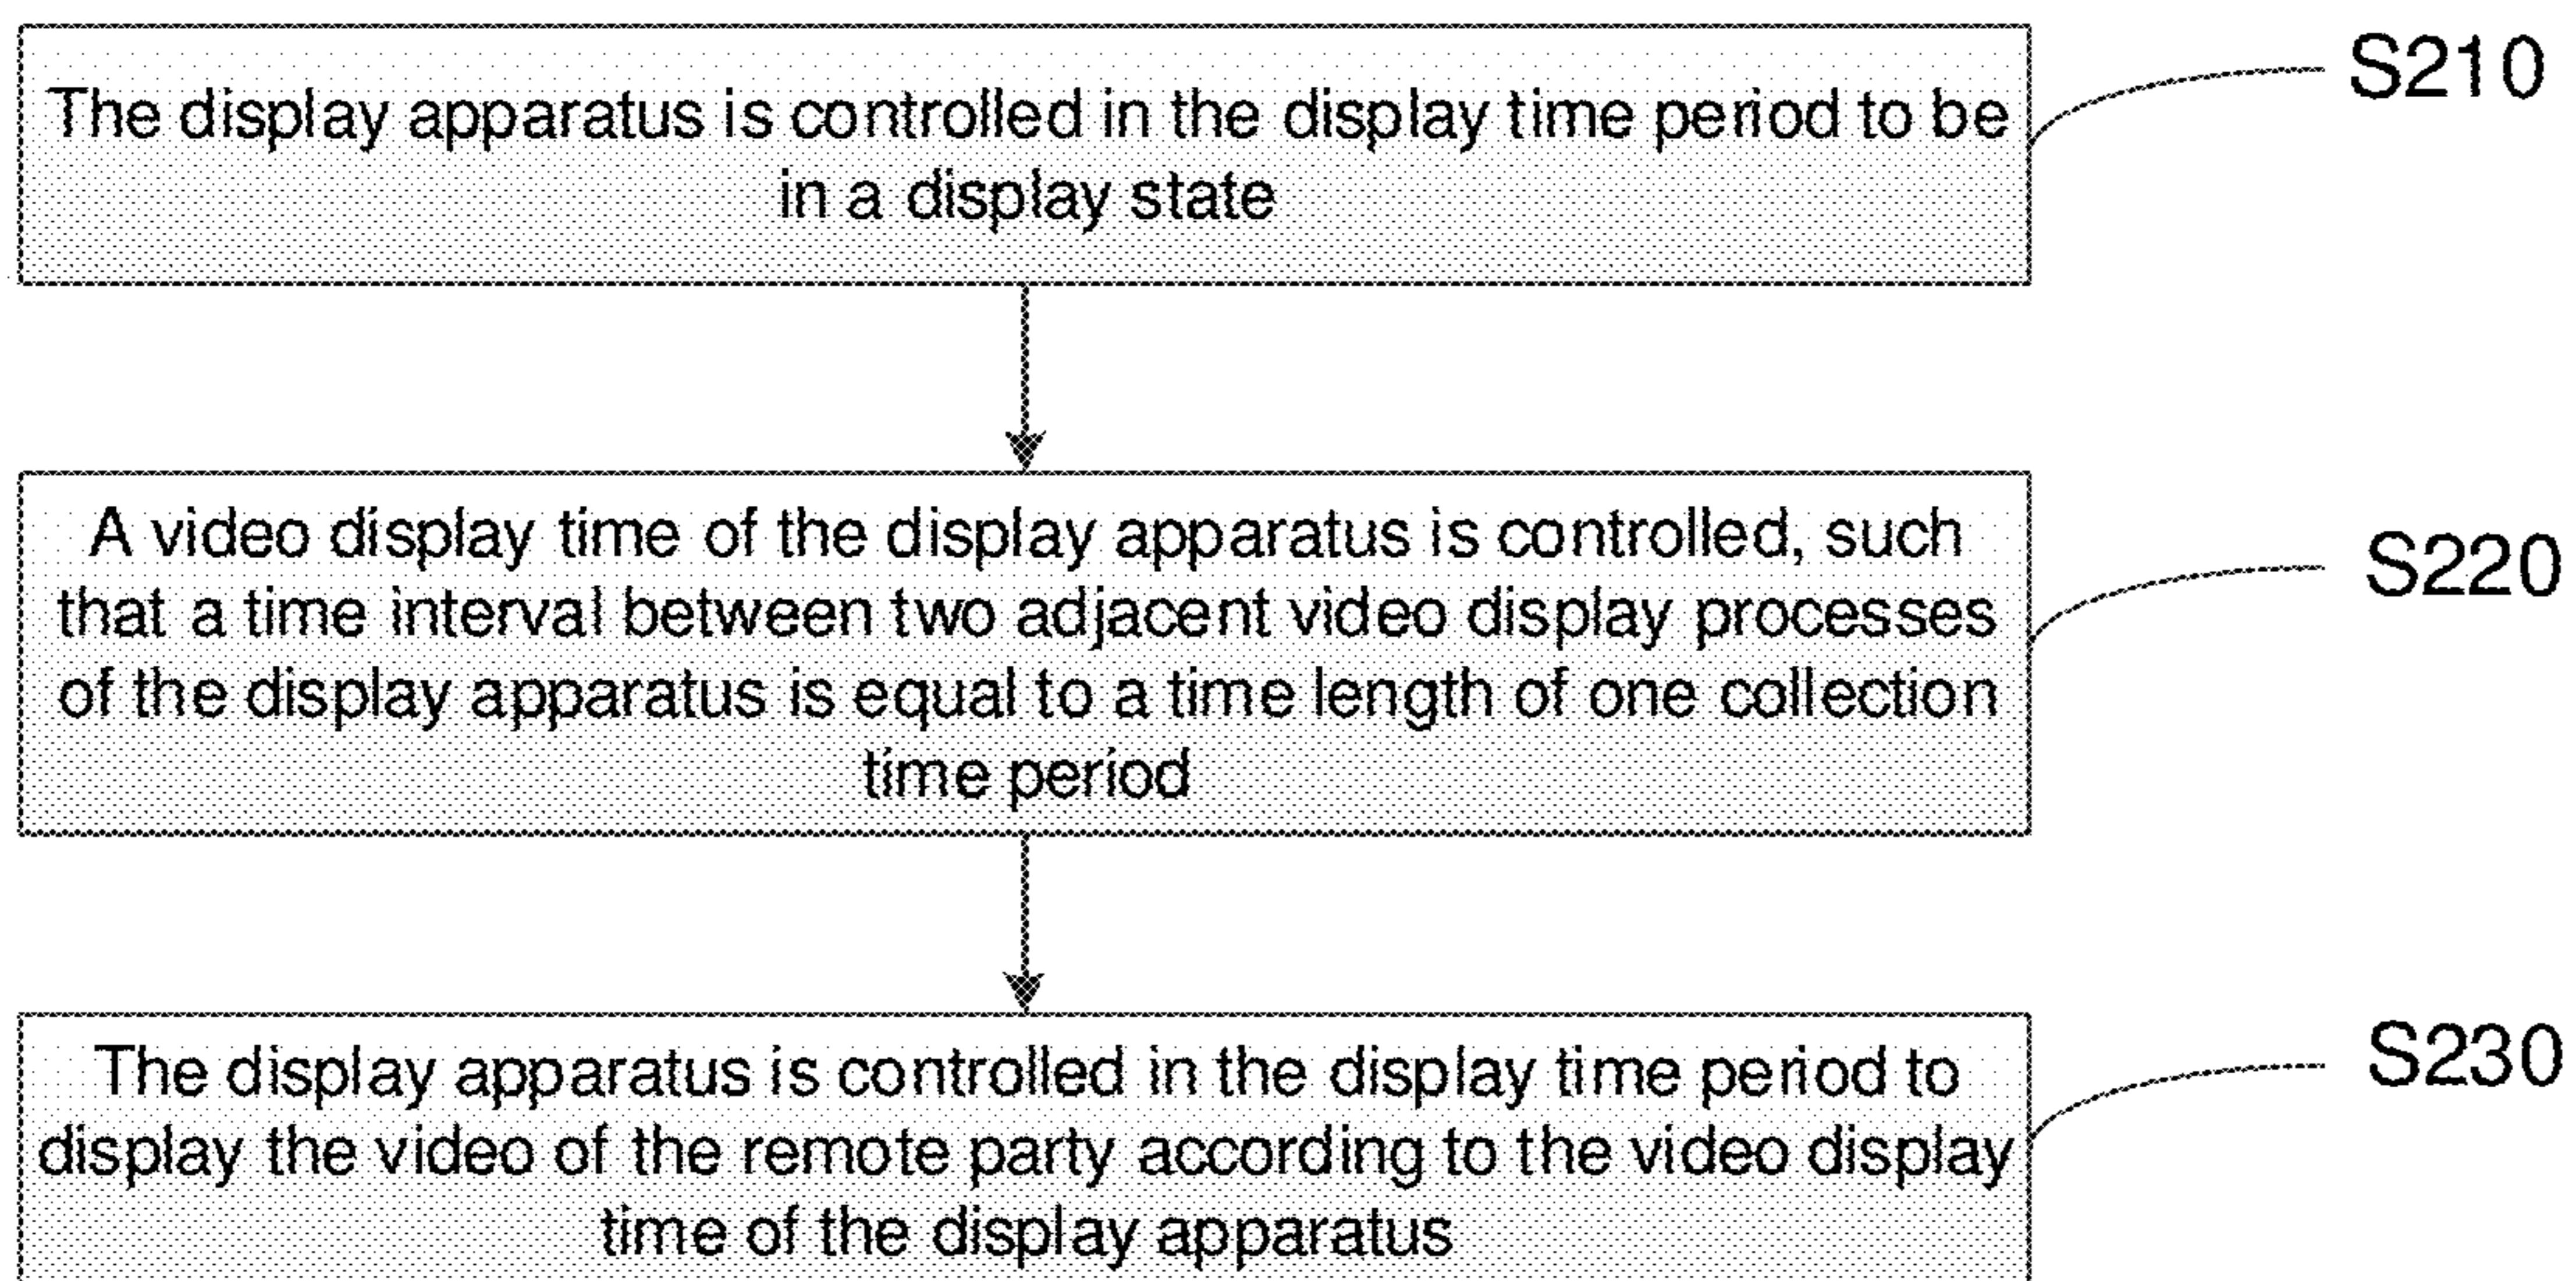 The display apparatus is controlled in the display time period to be
in a display state
S210
A video display time of the display apparatus is controlled, such
that a time interval between two adjacent video display processes
of the display apparatus is equal to a time length of one collection
time period
S220
The display apparatus is controlled in the display time period to
display the video of the remote party according to the video display
time of the display apparatus
S230